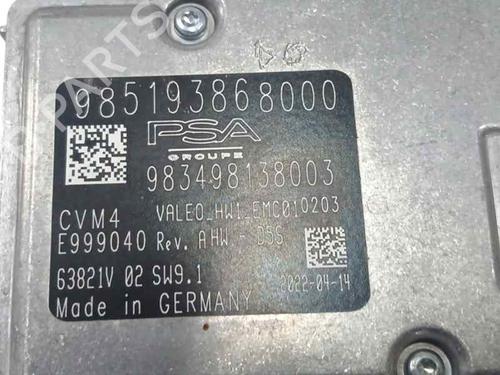 985193868000
PSA
GROUPE
983498138003
CVM4 VALEO_HW1_EMC010203
E999040 Rev. A HW - D5S
63821V 02 SW9.1
Made in GERMANY 2022-04-14